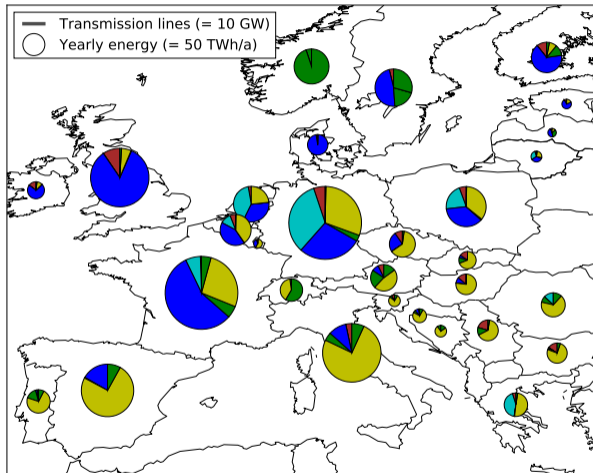 Transmission lines (= 10 GW)
Yearly energy (= 50 TWh/a)